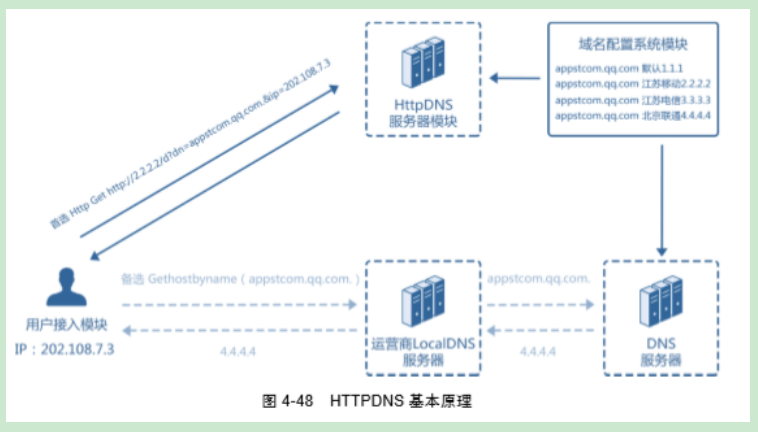 域名配置系统模块
appstcom.qq.com 默认1.1.1
appstcom.qq.com 江苏移动2.2.2.2
appstcom.qq.com 江苏电信3.3.3.3
appstcom.qq.com 北京联通4.4.4.4
HttpDNS
服务器模块
首选 Http Get http://2.2.2.2/d?dn=appstcom.qq.com.&ip=202.108.7.3
备选 Gethostbyname ( appstcom.qq.com. )
appstcom.qq.com.
用户接入模块
IP：202.108.7.3
4.4.4.4
运营商LocalDNS
服务器
4.4.4.4
DNS
服务器
图 4-48 HTTPDNS 基本原理